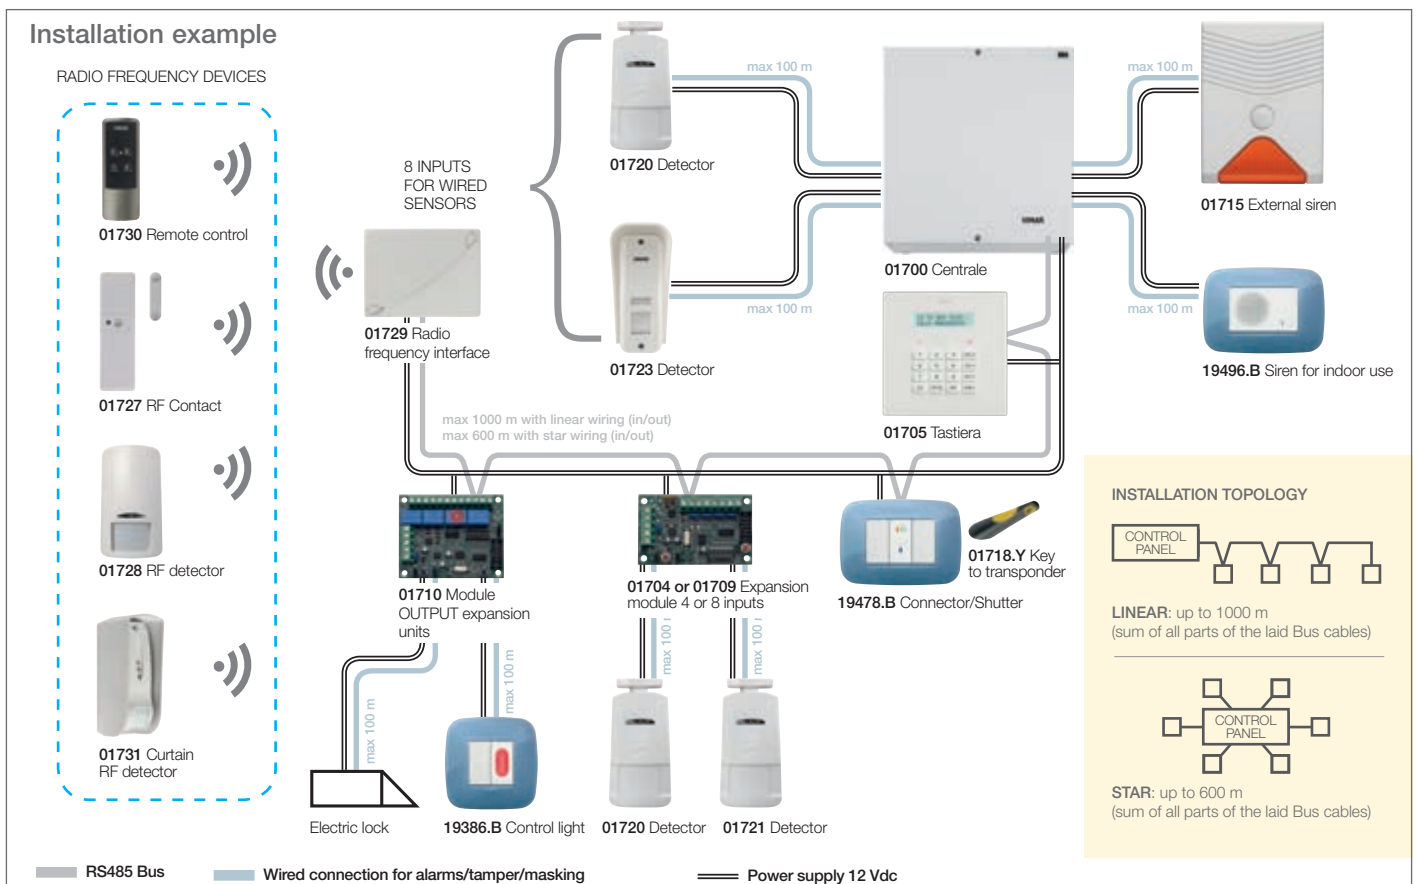 Installation example
RADIO FREQUENCY DEVICES
01730 Remote control
01727 RF Contact
01728 RF detector
01731 Curtain
RF detector
8 INPUTS
FOR WIRED
SENSORS
01729 Radio
frequency interface
01720 Detector
01723 Detector
max 100 m
max 100 m
max 100 m
max 100 m
01700 Centrale
01705 Tastiera
01715 External siren
19496.B Siren for indoor use
max 1000 m with linear wiring (in/out)
max 600 m with star wiring (in/out)
01710 Module
OUTPUT expansion
units
01704 or 01709 Expansion
module 4 or 8 inputs
19478.B Connector/Shutter
01718.Y Key
to transponder
max 100 m
max 100 m
max 100 m
max 100 m
Electric lock
19386.B Control light
01720 Detector
01721 Detector
INSTALLATION TOPOLOGY
CONTROL
PANEL
LINEAR: up to 1000 m
(sum of all parts of the laid Bus cables)
CONTROL
PANEL
STAR: up to 600 m
(sum of all parts of the laid Bus cables)
RS485 Bus
Wired connection for alarms/tamper/masking
Power supply 12 Vdc